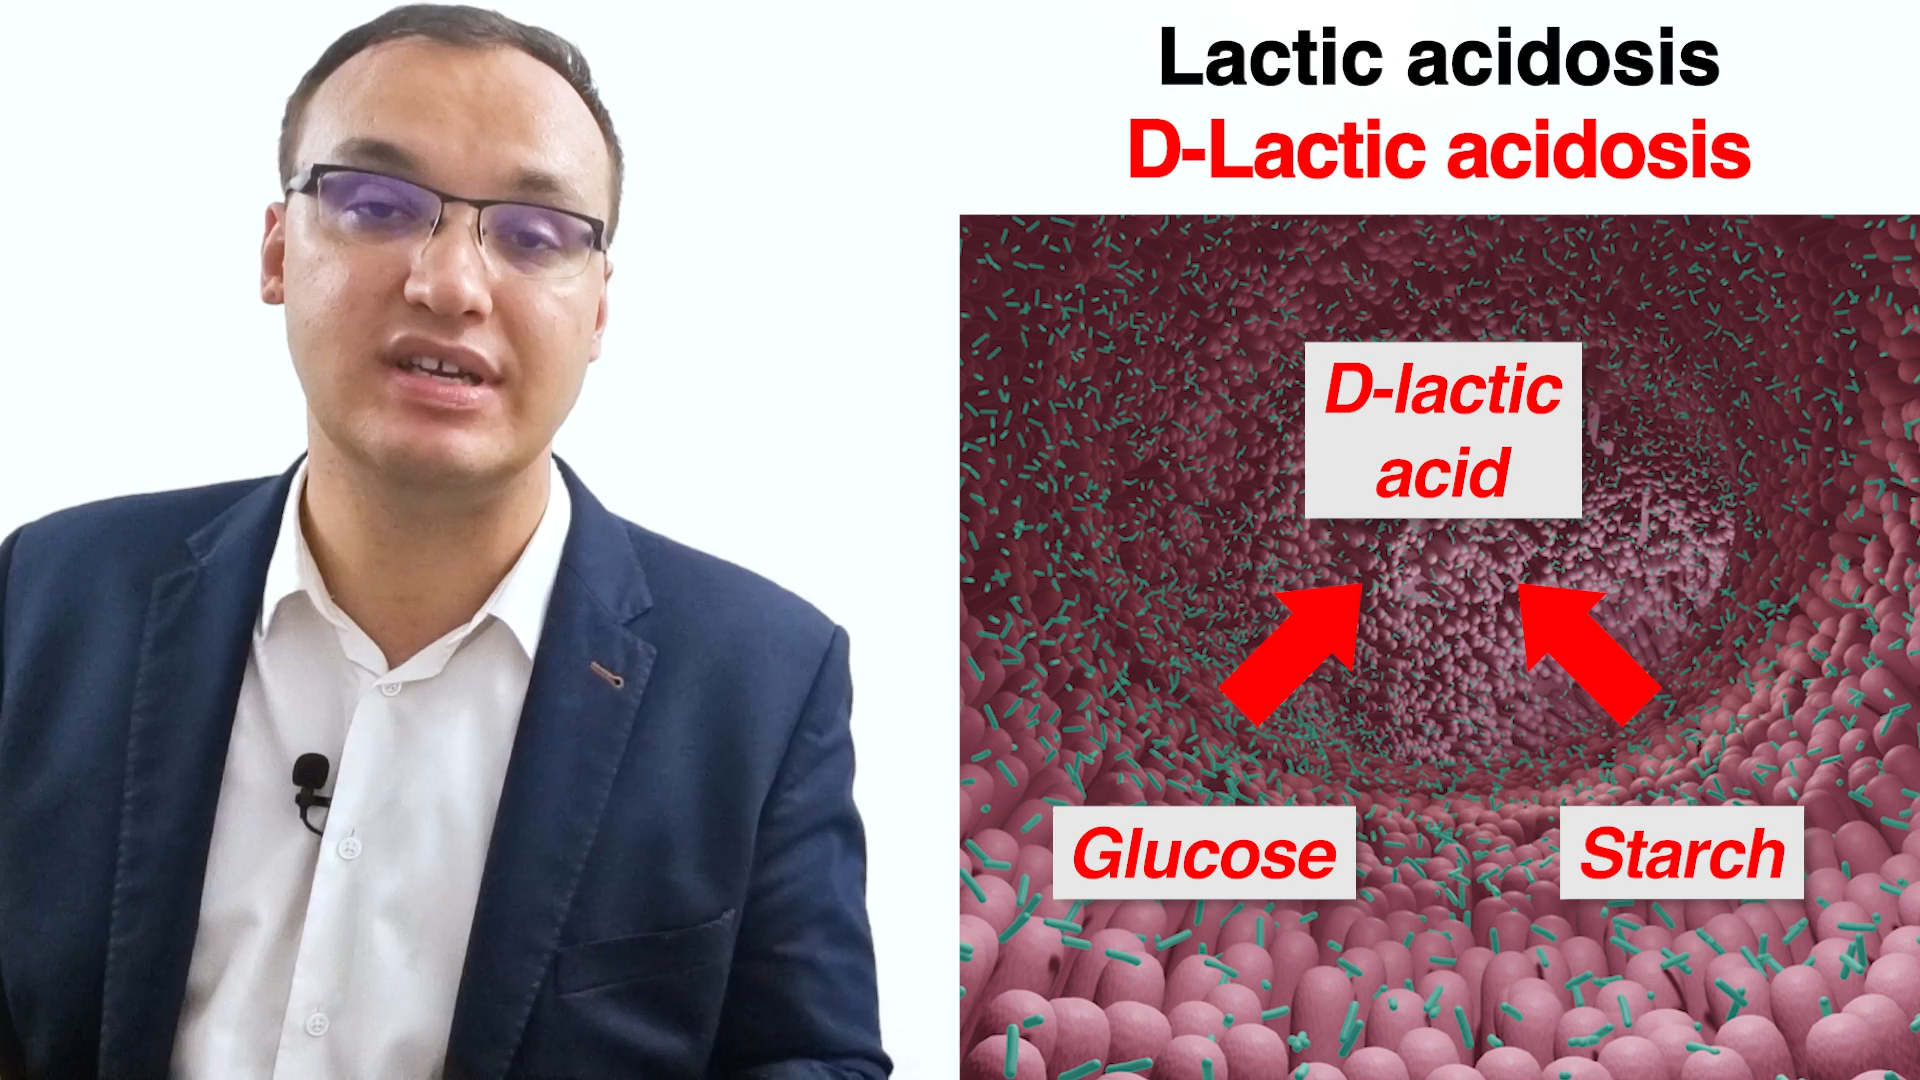 Lactic acidosis
D-Lactic acidosis
D-lactic
acid
Glucose
Starch